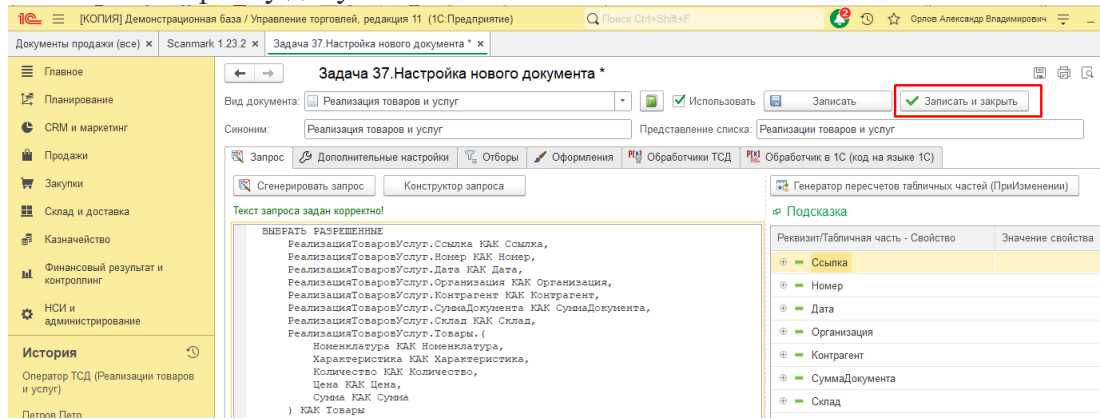 [КОПИЯ] Демонстрационная база / Управление торговлей, редакция 11 (1С:Предприятие)
Поиск Ctrl+Shift+F
2
Орлов Александр Владимирович
Документы продажи (все) ×
Scanmark 1.23.2 ×
Задача 37.Настройка нового документа * ×
Главное
Планирование
CRM и маркетинг
Продажи
Закупки
Склад и доставка
Казначейство
Финансовый результат и
контроллинг
НСИ и
администрирование
История
Оператор ТСД (Реализации товаров
и услуг)
Петров Петр
Задача 37.Настройка нового документа *
Вид документа:
Реализация товаров и услуг
Использовать
Записать
Записать и закрыть
Синоним:
Реализация товаров и услуг
Представление списка:
Реализации товаров и услуг
Запрос
Дополнительные настройки
Отборы
Оформления
Обработчики ТСД
Обработчик в 1С (код на языке 1С)
Сгенерировать запрос
Конструктор запроса
Генератор пересчетов табличных частей (ПриИзменении)
Текст запроса задан корректно!
ВЫБРАТЬ РАЗРЕШЕННЫЕ
РеализацияТоваровУслуг.Ссылка КАК Ссылка,
РеализацияТоваровУслуг.Номер КАК Номер,
РеализацияТоваровУслуг.Дата КАК Дата,
РеализацияТоваровУслуг.Организация КАК Организация,
РеализацияТоваровУслуг.Контрагент КАК Контрагент,
РеализацияТоваровУслуг.СуммаДокумента КАК СуммаДокумента,
РеализацияТоваровУслуг.Склад КАК Склад,
РеализацияТоваровУслуг.Товары.(
Номенклатура КАК Номенклатура,
Характеристика КАК Характеристика,
Количество КАК Количество,
Цена КАК Цена,
Сумма КАК Сумма
) КАК Товары
Подсказка
Реквизит/Табличная часть - Свойство
Значение свойства
Ссылка
Номер
Дата
Организация
Контрагент
СуммаДокумента
Склад